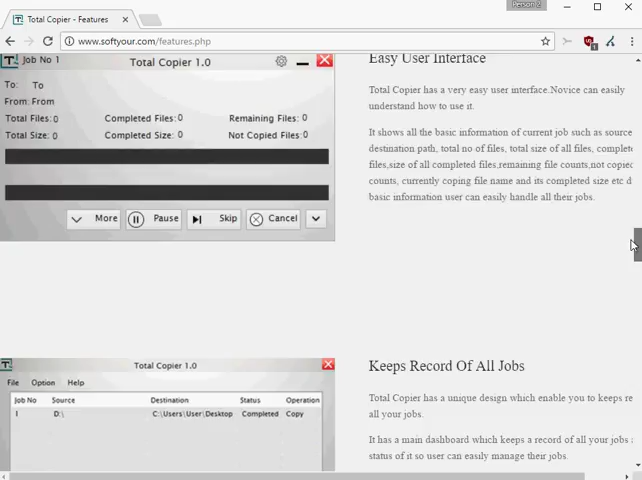 Person 2
Total Copier - Features
www.softyour.com/features.php
Job No 1
Total Copier 1.0
To: To
From: From
Total Files: 0 Completed Files: 0 Remaining Files: 0
Total Size: 0 Completed Size: 0 Not Copied Files: 0
More Pause Skip Cancel
Easy User Interface
Total Copier has a very easy user interface.Novice can easily
understand how to use it.
It shows all the basic information of current job such as source
destination path, total no of files, total size of all files, complete
files,size of all completed files,remaining file counts,not copied
counts, currently coping file name and its completed size etc
basic information user can easily handle all their jobs.
Total Copier 1.0
File Option Help
Job No Source Destination Status Operation
1 D:\ C:\Users\User\Desktop Completed Copy
Keeps Record Of All Jobs
Total Copier has a unique design which enable you to keeps re
all your jobs.
It has a main dashboard which keeps a record of all your jobs
status of it so user can easily manage their jobs.